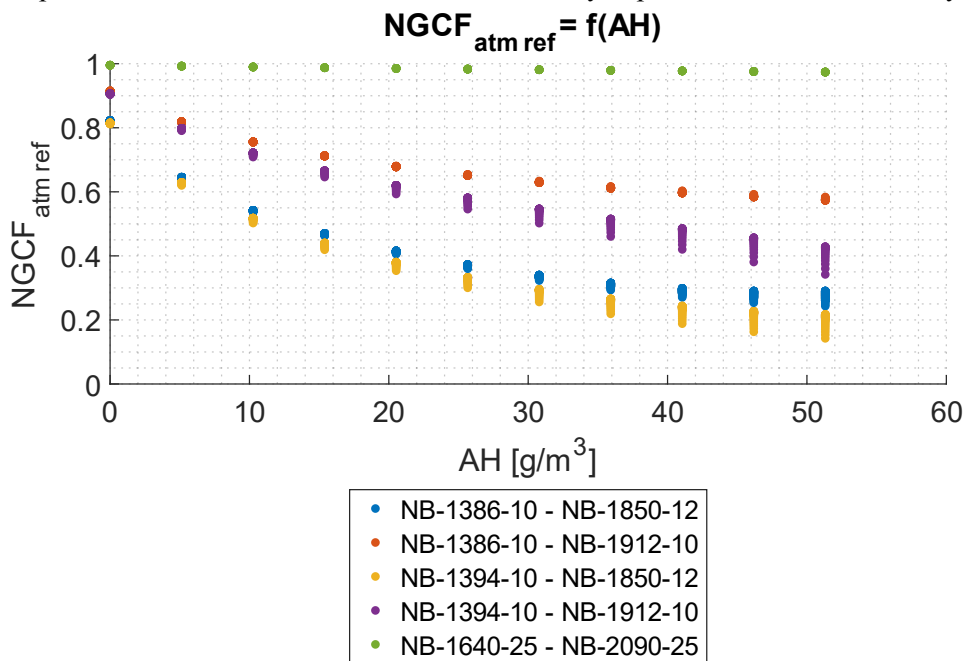 NGCF atm ref = f(AH)
1
0.8
0.6
0.4
0.2
0
NGCF atm ref
0 10 20 30 40 50 60
AH [g/m³]
NB-1386-10 - NB-1850-12
NB-1386-10 - NB-1912-10
NB-1394-10 - NB-1850-12
NB-1394-10 - NB-1912-10
NB-1640-25 - NB-2090-25